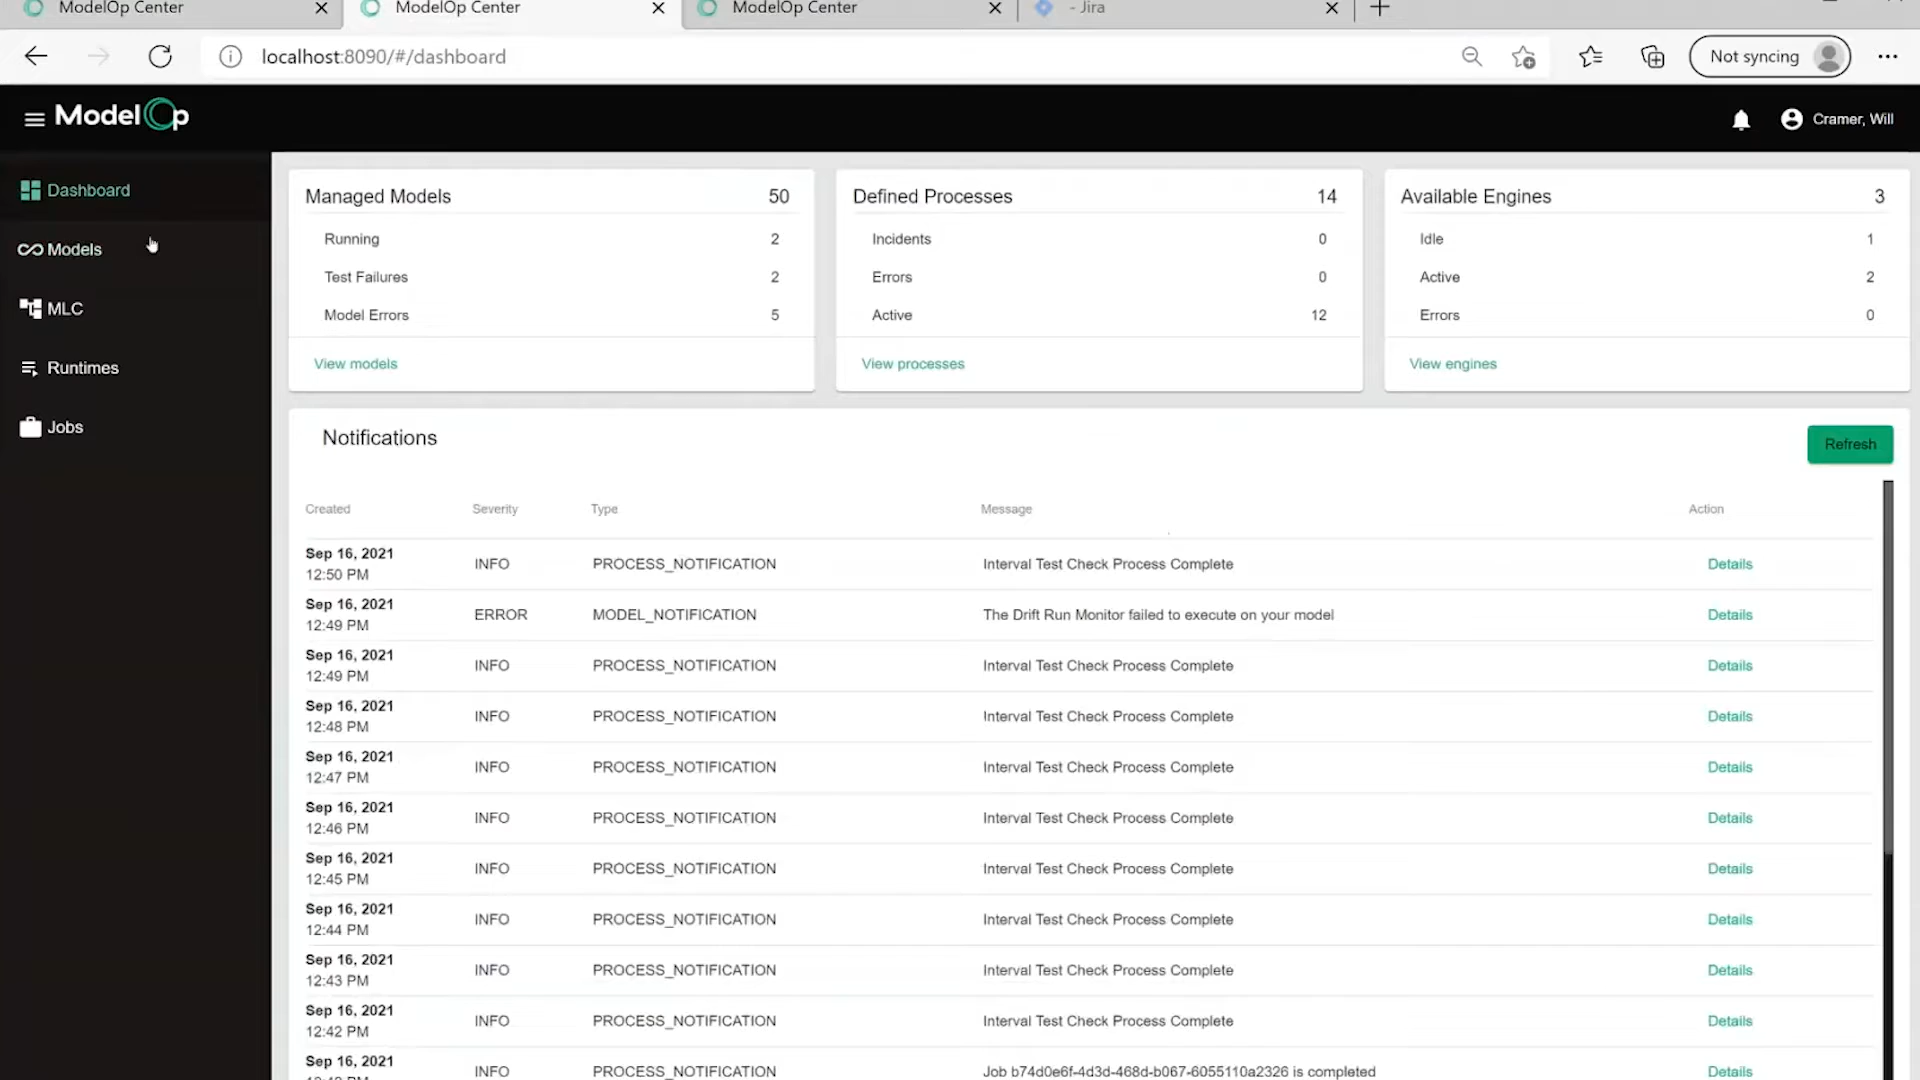 ModelOp Center
ModelOp Center
ModelOp Center
- Jira
localhost:8090/#/dashboard
Not syncing
ModelOp
Cramer, Will
Dashboard
Models
MLC
Runtimes
Jobs
Managed Models 50
Running 2
Test Failures 2
Model Errors 5
View models
Defined Processes 14
Incidents 0
Errors 0
Active 12
View processes
Available Engines 3
Idle 1
Active 2
Errors 0
View engines
Notifications
Refresh
Created Severity Type Message Action
Sep 16, 2021
12:50 PM
INFO PROCESS_NOTIFICATION Interval Test Check Process Complete Details
Sep 16, 2021
12:49 PM
ERROR MODEL_NOTIFICATION The Drift Run Monitor failed to execute on your model Details
Sep 16, 2021
12:49 PM
INFO PROCESS_NOTIFICATION Interval Test Check Process Complete Details
Sep 16, 2021
12:48 PM
INFO PROCESS_NOTIFICATION Interval Test Check Process Complete Details
Sep 16, 2021
12:47 PM
INFO PROCESS_NOTIFICATION Interval Test Check Process Complete Details
Sep 16, 2021
12:46 PM
INFO PROCESS_NOTIFICATION Interval Test Check Process Complete Details
Sep 16, 2021
12:45 PM
INFO PROCESS_NOTIFICATION Interval Test Check Process Complete Details
Sep 16, 2021
12:44 PM
INFO PROCESS_NOTIFICATION Interval Test Check Process Complete Details
Sep 16, 2021
12:43 PM
INFO PROCESS_NOTIFICATION Interval Test Check Process Complete Details
Sep 16, 2021
12:42 PM
INFO PROCESS_NOTIFICATION Interval Test Check Process Complete Details
Sep 16, 2021
INFO PROCESS_NOTIFICATION Job b74d0e6f-4d3d-468d-b067-6055110a2326 is completed Details